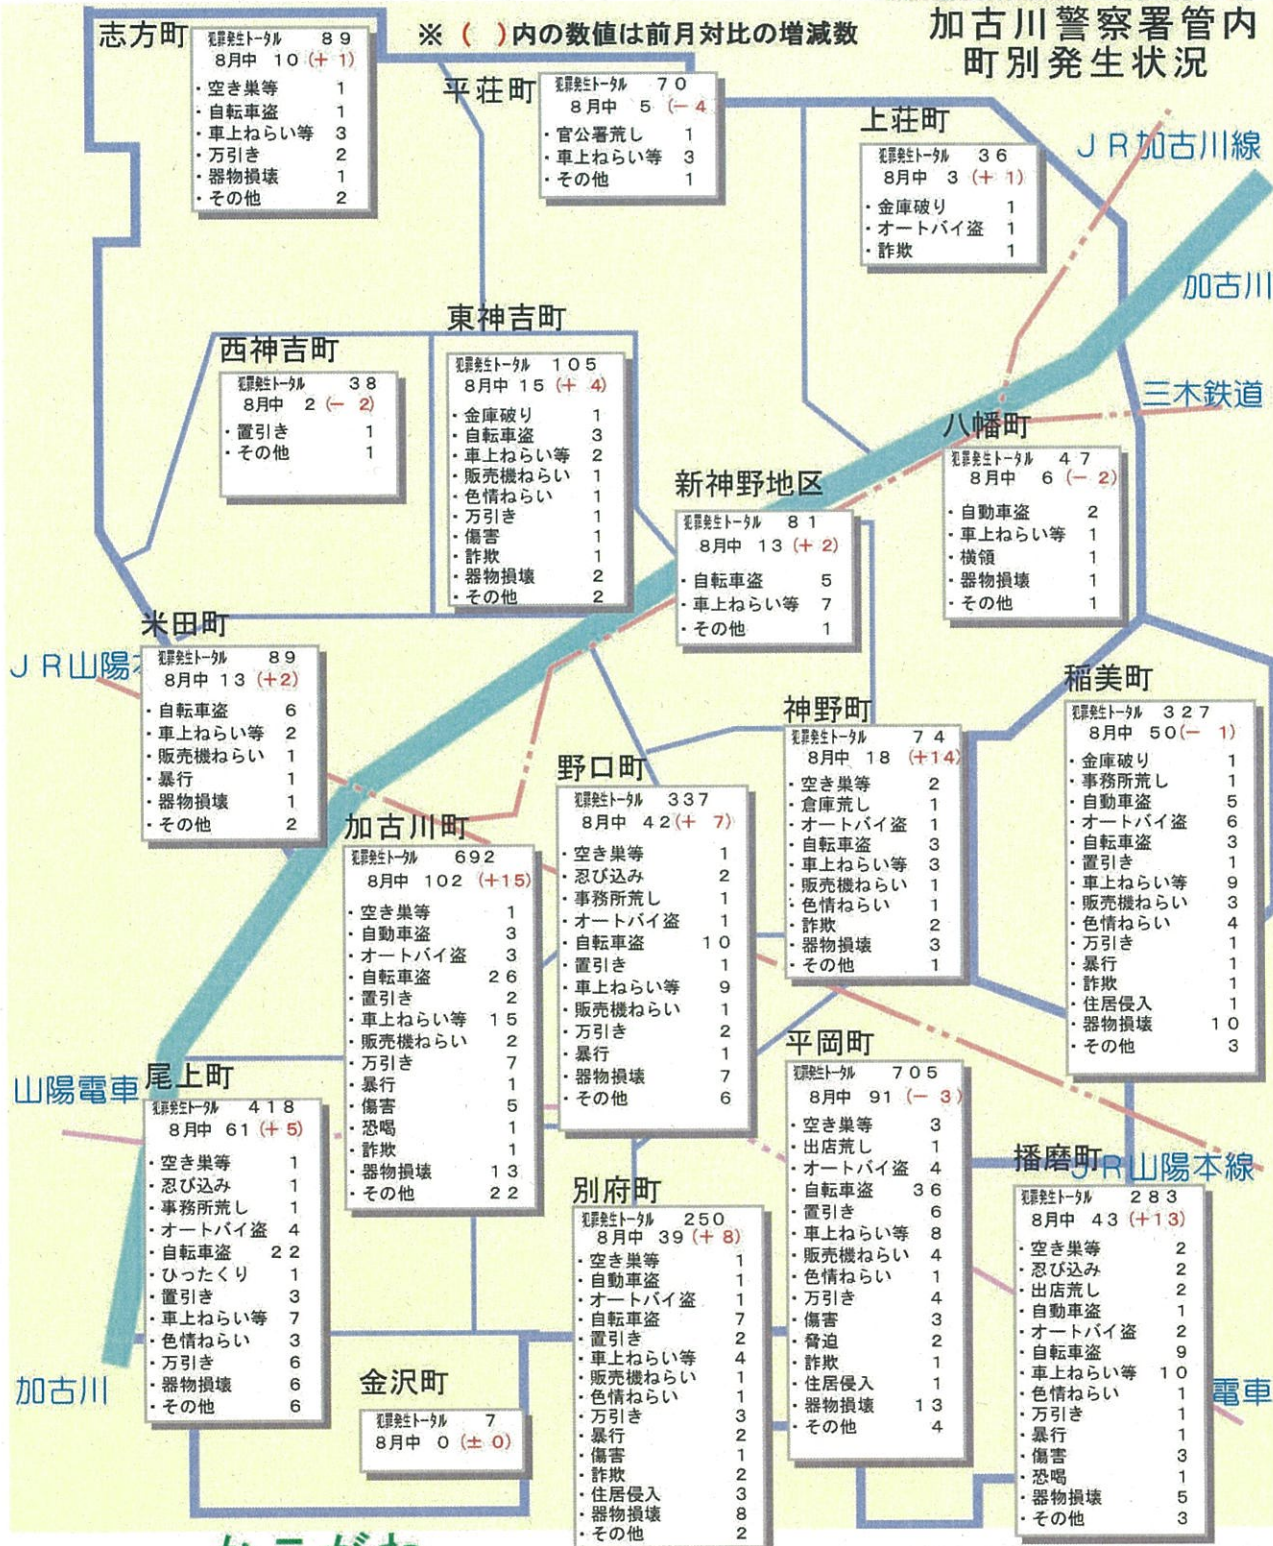 加古川警察署管内
町別発生状況
※ ( )内の数値は前月対比の増減数
志方町
犯罪発生トータル 89
8月中 10 (+ 1)
・空き巣等 1
・自転車盗 1
・車上ねらい等 3
・万引き 2
・器物損壊 1
・その他 2
平荘町
犯罪発生トータル 70
8月中 5 (- 4
・官公署荒し 1
・車上ねらい等 3
・その他 1
上荘町
犯罪発生トータル 36
8月中 3 (+ 1)
・金庫破り 1
・オートバイ盗 1
・詐欺 1
JR加古川線
加古川
三木鉄道
西神吉町
犯罪発生トータル 38
8月中 2 (- 2)
・置引き 1
・その他 1
東神吉町
犯罪発生トータル 105
8月中 15 (+ 4)
・金庫破り 1
・自転車盗 3
・車上ねらい等 2
・販売機ねらい 1
・色情ねらい 1
・万引き 1
・傷害 1
・詐欺 1
・器物損壊 2
・その他 2
新神野地区
犯罪発生トータル 81
8月中 13 (+ 2)
・自転車盗 5
・車上ねらい等 7
・その他 1
八幡町
犯罪発生トータル 47
8月中 6 (- 2)
・自動車盗 2
・車上ねらい等 1
・横領 1
・器物損壊 1
・その他 1
米田町
JR山陽
犯罪発生トータル 89
8月中 13 (+2)
・自転車盗 6
・車上ねらい等 2
・販売機ねらい 1
・暴行 1
・器物損壊 1
・その他 2
加古川町
犯罪発生トータル 692
8月中 102 (+15)
・空き巣等 1
・自動車盗 3
・オートバイ盗 3
・自転車盗 26
・置引き 2
・車上ねらい等 15
・販売機ねらい 2
・万引き 7
・暴行 1
・傷害 5
・恐喝 1
・詐欺 1
・器物損壊 13
・その他 22
野口町
犯罪発生トータル 337
8月中 42(+ 7)
・空き巣等 1
・忍び込み 2
・事務所荒し 1
・オートバイ盗 1
・自転車盗 10
・置引き 1
・車上ねらい等 9
・販売機ねらい 1
・万引き 2
・暴行 1
・器物損壊 7
・その他 6
神野町
犯罪発生トータル 74
8月中 18 (+14)
・空き巣等 2
・倉庫荒し 1
・オートバイ盗 1
・自転車盗 3
・車上ねらい等 3
・販売機ねらい 1
・色情ねらい 1
・詐欺 2
・器物損壊 3
・その他 1
稲美町
犯罪発生トータル 327
8月中 50(- 1)
・金庫破り 1
・事務所荒し 1
・自動車盗 5
・オートバイ盗 6
・自転車盗 3
・置引き 1
・車上ねらい等 9
・販売機ねらい 3
・色情ねらい 4
・万引き 1
・暴行 1
・詐欺 1
・住居侵入 1
・器物損壊 10
・その他 3
山陽電車
尾上町
犯罪発生トータル 418
8月中 61 (+ 5)
・空き巣等 1
・忍び込み 1
・事務所荒し 1
・オートバイ盗 4
・自転車盗 22
・ひったくり 1
・置引き 3
・車上ねらい等 7
・色情ねらい 3
・万引き 6
・器物損壊 6
・その他 6
加古川
金沢町
犯罪発生トータル 7
8月中 0 (± 0)
別府町
犯罪発生トータル 250
8月中 39 (+ 8)
・空き巣等 1
・自動車盗 1
・オートバイ盗 1
・自転車盗 7
・置引き 2
・車上ねらい等 4
・販売機ねらい 1
・色情ねらい 1
・万引き 3
・暴行 2
・傷害 1
・詐欺 2
・住居侵入 3
・器物損壊 8
・その他 2
平岡町
犯罪発生トータル 705
8月中 91 (- 3)
・空き巣等 3
・出店荒し 1
・オートバイ盗 4
・自転車盗 36
・置引き 6
・車上ねらい等 8
・販売機ねらい 4
・色情ねらい 1
・万引き 4
・傷害 3
・脅迫 2
・詐欺 1
・住居侵入 1
・器物損壊 13
・その他 4
播磨町
JR山陽本線
犯罪発生トータル 283
8月中 43 (+13)
・空き巣等 2
・忍び込み 2
・出店荒し 2
・自動車盗 1
・オートバイ盗 2
・自転車盗 9
・車上ねらい等 10
・色情ねらい 1
・万引き 1
・暴行 1
・傷害 3
・恐喝 1
・器物損壊 5
・その他 3
電車